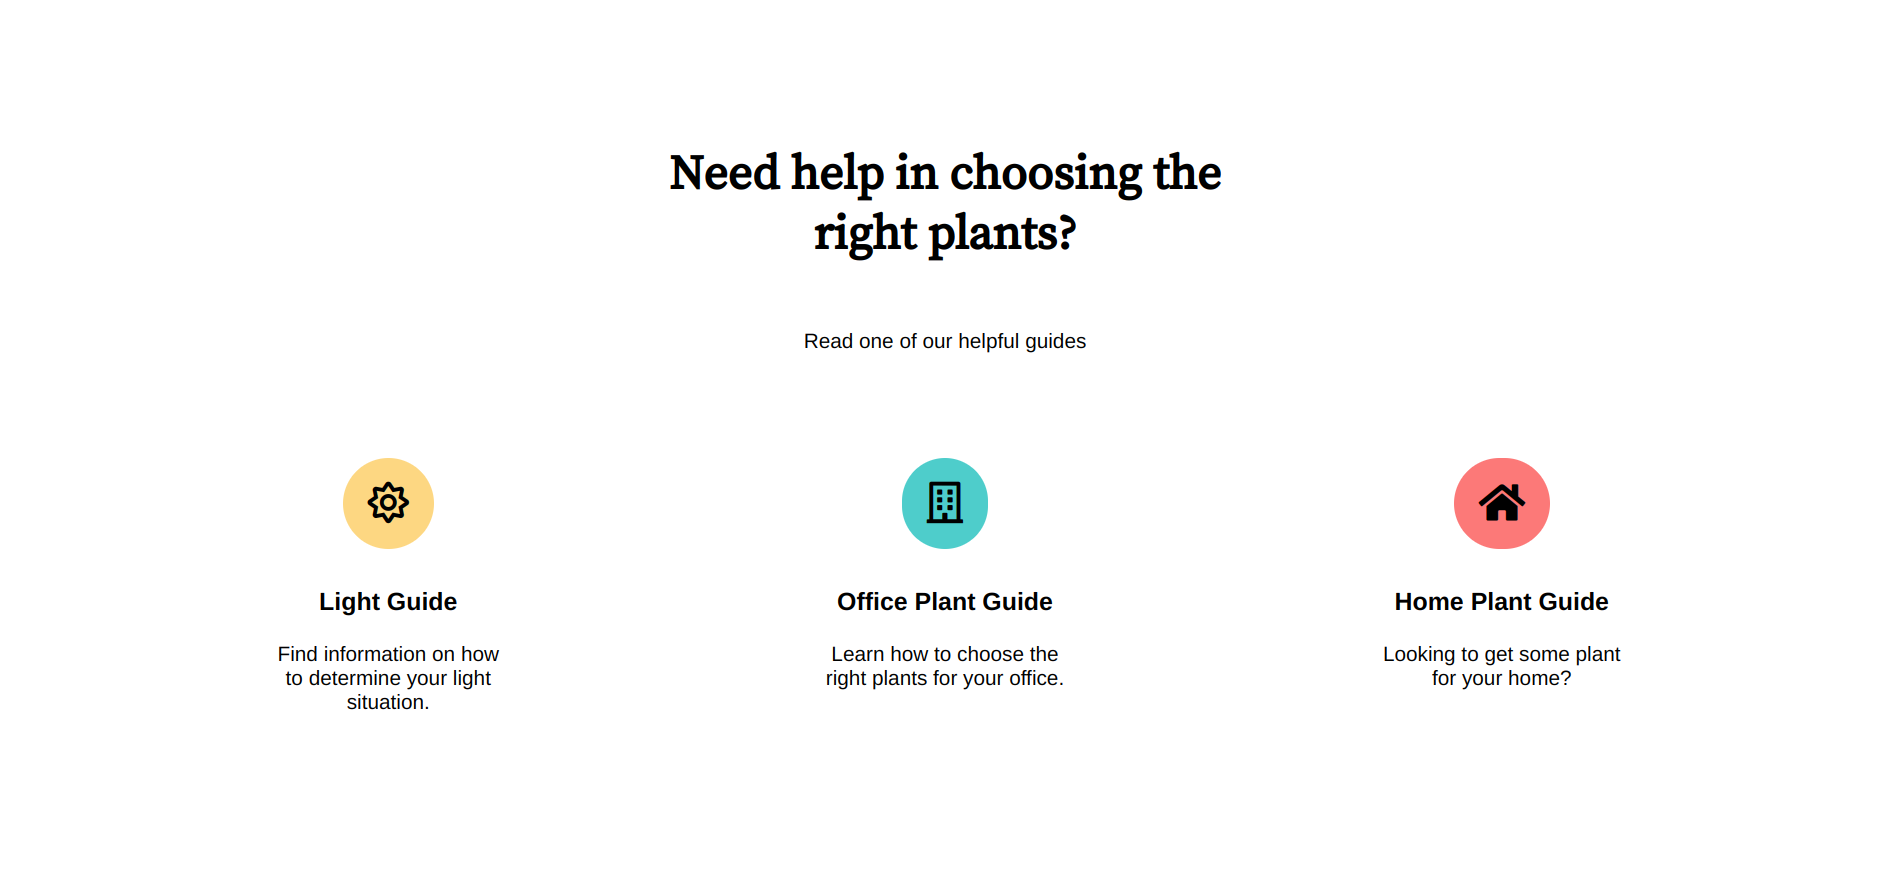 Need help in choosing the
right plants?
Read one of our helpful guides
Light Guide
Find information on how
to determine your light
situation.
Office Plant Guide
Learn how to choose the
right plants for your office.
Home Plant Guide
Looking to get some plant
for your home?